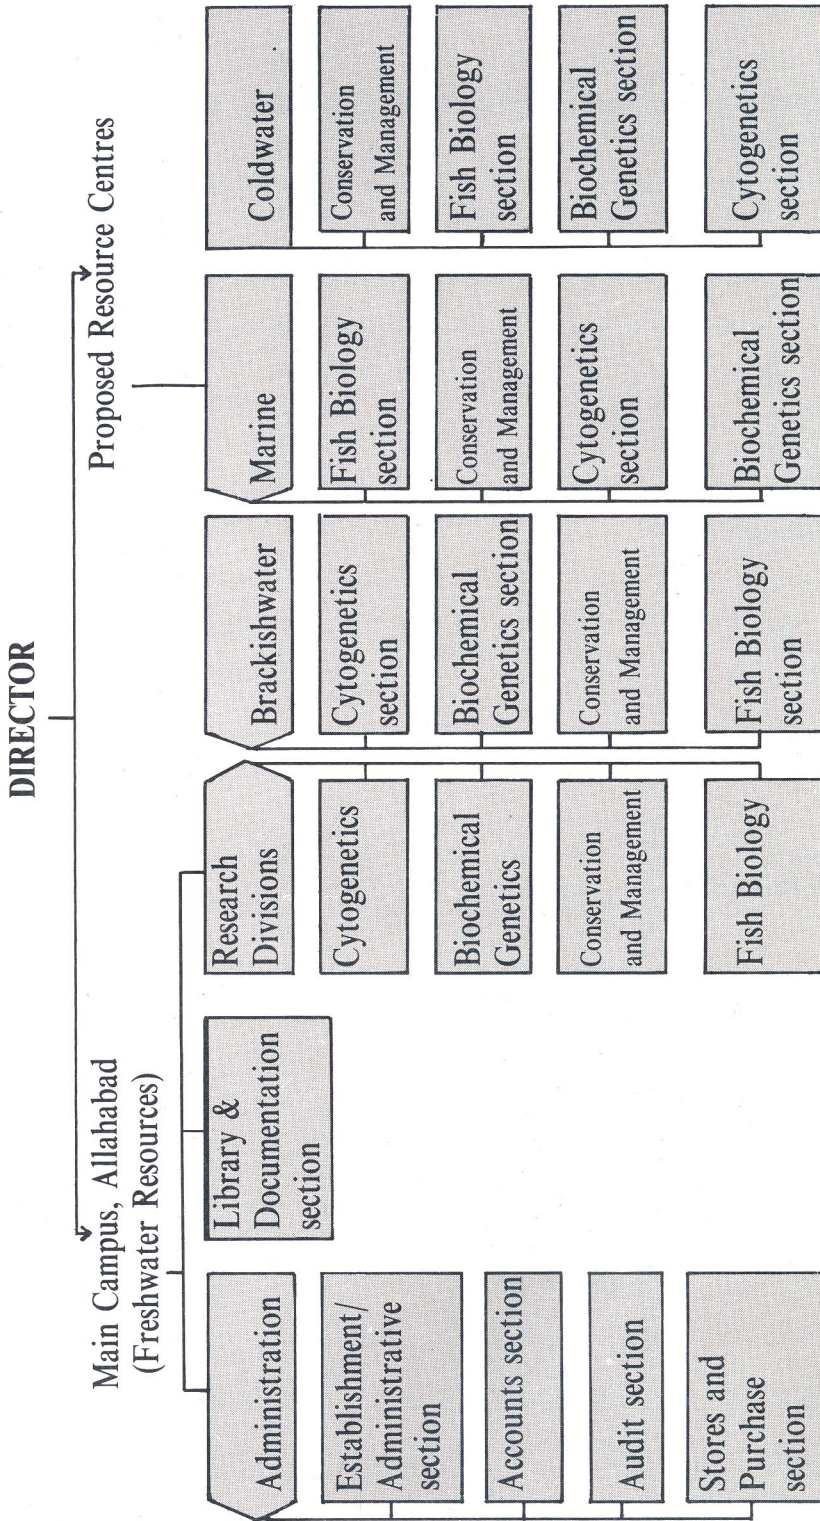 DIRECTOR
Main Campus, Allahabad
(Freshwater Resources)
Proposed Resource Centres
Administration
Establishment/
Administrative
section
Accounts section
Audit section
Stores and
Purchase
section
Library &
Documentation
section
Research
Divisions
Cytogenetics
Biochemical
Genetics
Conservation
and Management
Fish Biology
Brackishwater
Cytogenetics
section
Biochemical
Genetics section
Conservation
and Management
Fish Biology
section
Marine
Fish Biology
section
Conservation
and Management
Cytogenetics
section
Biochemical
Genetics section
Coldwater
Conservation
and Management
Fish Biology
section
Biochemical
Genetics section
Cytogenetics
section